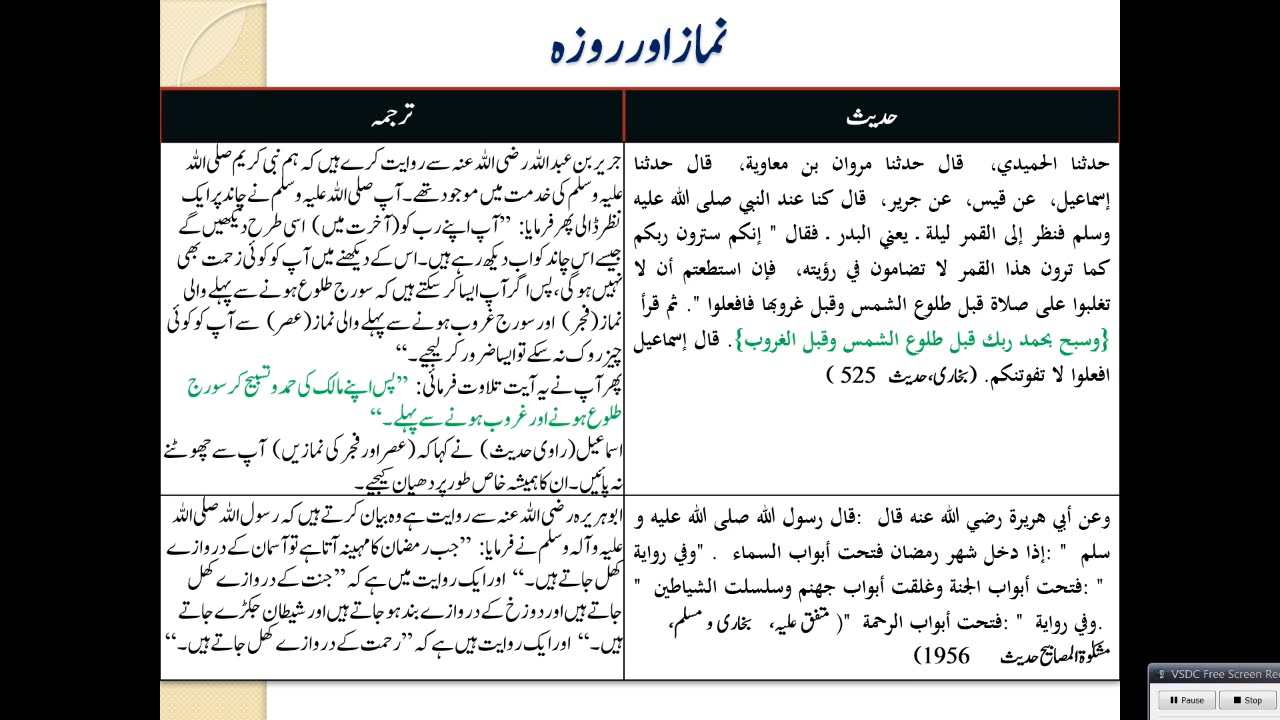 نماز اور روزہ
حدیث
ترجمہ
حدثنا الحميدي، قال حدثنا مروان بن معاوية، قال حدثنا
إسماعيل، عن قيس، عن جرير، قال كنا عند النبي صلى الله عليه
وسلم فنظر إلى القمر ليلة ـ يعني البدر ـ فقال " إنكم سترون ربكم
كما ترون هذا القمر لا تضامون في رؤيته، فإن استطعتم أن لا
تغلبوا على صلاة قبل طلوع الشمس وقبل غروبها فافعلوا ". ثم قرأ
{وسبح بحمد ربك قبل طلوع الشمس وقبل الغروب}. قال إسماعيل
افعلوا لا تفوتنكم. (بخاری، حدیث 525 )
جریر بن عبداللہ رضی اللہ عنہ سے روایت کرے ہیں کہ ہم نبی کریم صلی اللہ
علیہ وسلم کی خدمت میں موجود تھے۔ آپ صلی اللہ علیہ وسلم نے چاند پر ایک
نظر ڈالی پھر فرمایا: ”آپ اپنے رب کو (آخرت میں) اسی طرح دیکھیں گے
جیسے اس چاند کو اب دیکھ رہے ہیں۔ اس کے دیکھنے میں آپ کو کوئی زحمت بھی
نہیں ہو گی، پس اگر آپ ایسا کر سکتے ہیں کہ سورج طلوع ہونے سے پہلے والی
نماز (فجر) اور سورج غروب ہونے سے پہلے والی نماز (عصر) سے آپ کو کوئی
چیز روک نہ سکے تو ایسا ضرور کر لیجیے۔“
پھر آپ نے یہ آیت تلاوت فرمائی: ”پس اپنے مالک کی حمد و تسبیح کر سورج
طلوع ہونے اور غروب ہونے سے پہلے۔“
اسماعیل (راوی حدیث) نے کہا کہ (عصر اور فجر کی نمازیں) آپ سے چھوٹنے
نہ پائیں۔ ان کا ہمیشہ خاص طور پر دھیان کیجیے۔
وعن أبي هريرة رضي الله عنه قال :قال رسول الله صلى الله عليه و
سلم " :إذا دخل شهر رمضان فتحت أبواب السماء . "وفي رواية
" :فتحت أبواب الجنة وغلقت أبواب جهنم وسلسلت الشياطين "
.وفي رواية " :فتحت أبواب الرحمة "( متفق علیہ، بخاری و مسلم،
مشکوۃ المصابیح حدیث 1956)
ابوہریرہ رضی اللہ عنہ سے روایت ہے وہ بیان کرتے ہیں کہ رسول اللہ صلی اللہ
علیہ وآلہ وسلم نے فرمایا: ”جب رمضان کا مہینہ آتا ہے تو آسمان کے دروازے
کھل جاتے ہیں۔“ اور ایک روایت میں ہے کہ ”جنت کے دروازے کھل
جاتے ہیں اور دوزخ کے دروازے بند ہو جاتے ہیں اور شیطان جکڑے جاتے
ہیں۔“ اور ایک روایت ہیں ہے کہ ”رحمت کے دروازے کھل جاتے ہیں۔“
VSDC Free Screen Rec
Pause
Stop